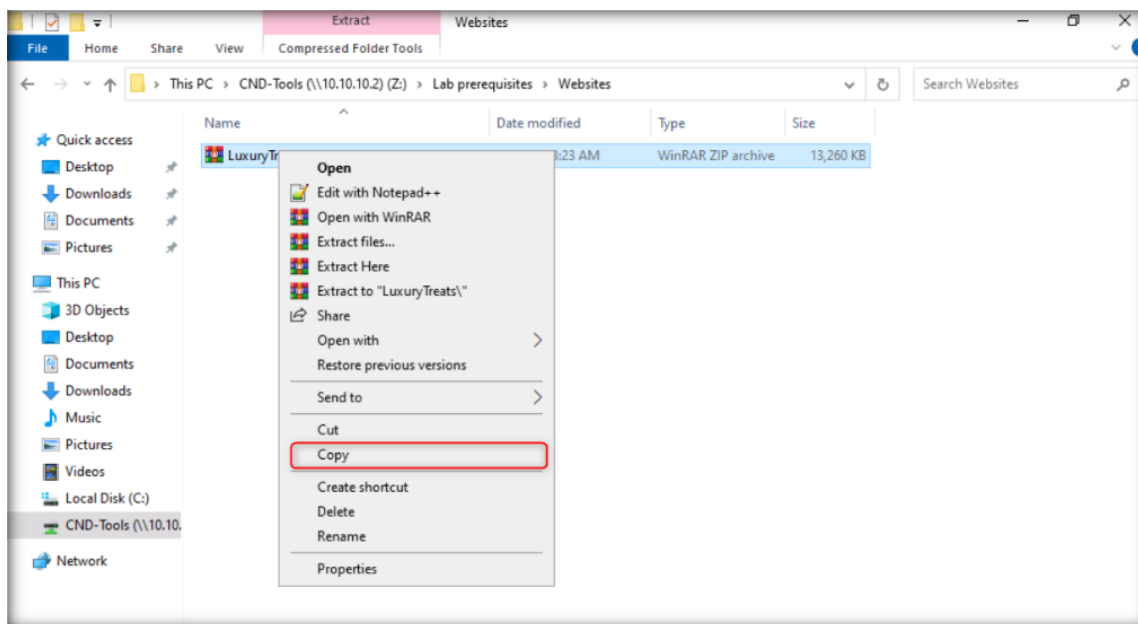 Extract
Websites
File
Home
Share
View
Compressed Folder Tools
This PC > CND-Tools (\\10.10.10.2) (Z:) > Lab prerequisites > Websites
Search Websites
Name
Date modified
Type
Size
Quick access
Desktop
Downloads
Documents
Pictures
This PC
3D Objects
Desktop
Documents
Downloads
Music
Pictures
Videos
Local Disk (C:)
CND-Tools (\\10.10.
Network
LuxuryTr
:23 AM
WinRAR ZIP archive
13,260 KB
Open
Edit with Notepad++
Open with WinRAR
Extract files...
Extract Here
Extract to "LuxuryTreats\"
Share
Open with
Restore previous versions
Send to
Cut
Copy
Create shortcut
Delete
Rename
Properties